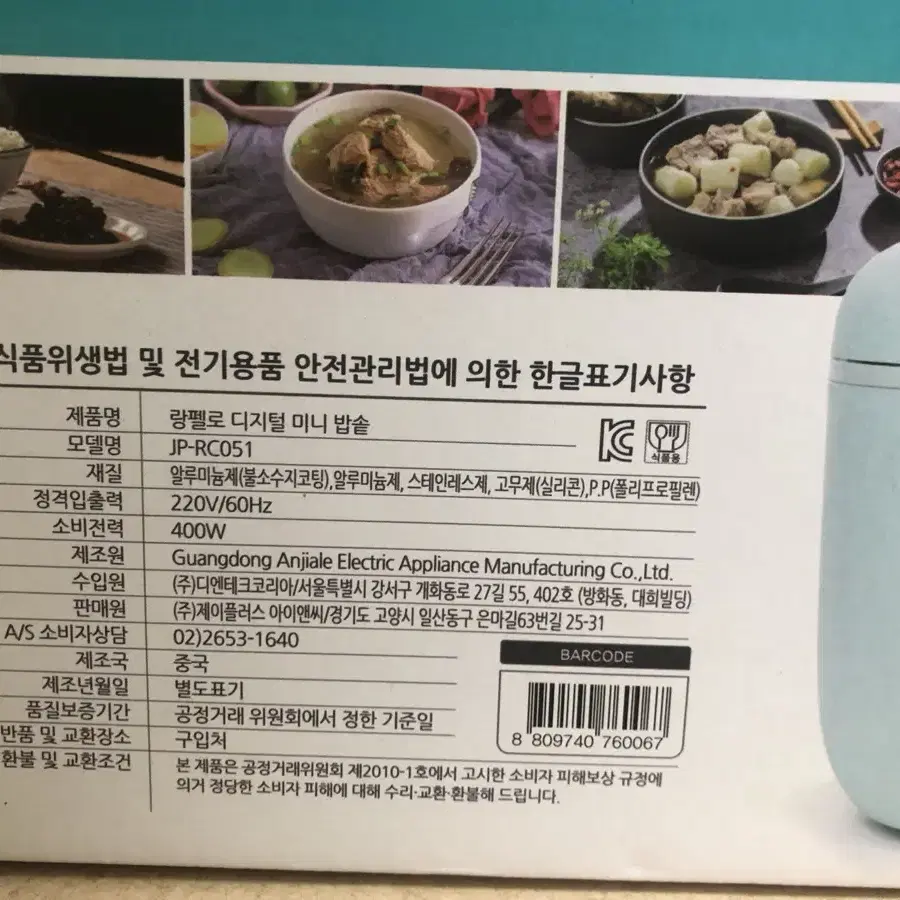 식품위생법 및 전기용품 안전관리법에 의한 한글표기사항
제품명 랑펠로 디지털 미니 밥솥
모델명 JP-RC051
식품용
재질 알루미늄제(불소수지코팅),알루미늄제, 스테인레스제, 고무제(실리콘),P.P(폴리프로필렌)
정격입출력 220V/60Hz
소비전력 400W
제조원 Guangdong Anjiale Electric Appliance Manufacturing Co.,Ltd.
수입원 (주)디엔테크코리아/서울특별시 강서구 개화동로 27길 55, 402호 (방화동, 대희빌딩)
판매원 (주)제이플러스 아이앤씨/경기도 고양시 일산동구 은마길63번길 25-31
A/S 소비자상담 02)2653-1640
제조국 중국
제조년월일 별도표기
품질보증기간 공정거래 위원회에서 정한 기준일
반품 및 교환장소 구입처
환불 및 교환조건 본 제품은 공정거래위원회 제2010-1호에서 고시한 소비자 피해보상 규정에
의거 정당한 소비자 피해에 대해 수리·교환·환불해 드립니다.
BARCODE
8 809740 760067